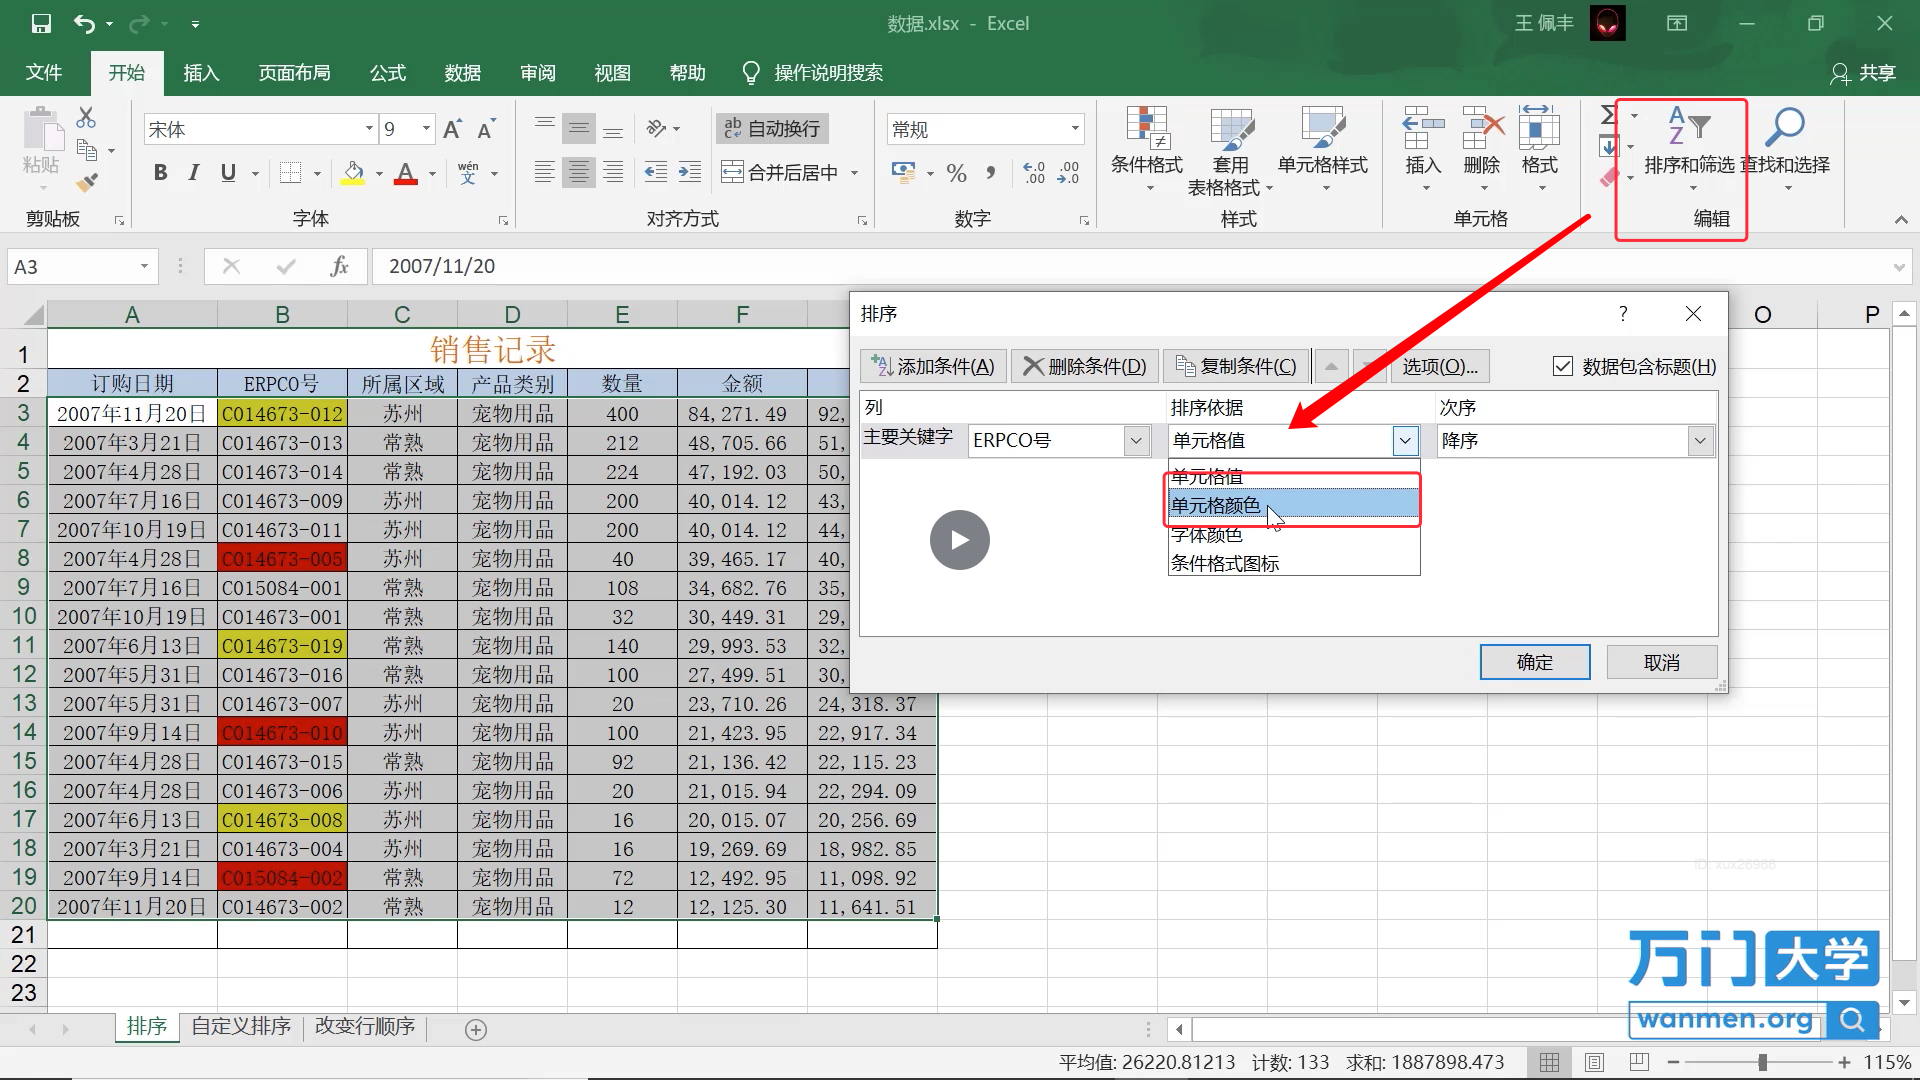 数据.xlsx - Excel
王 佩丰
文件 开始 插入 页面布局 公式 数据 审阅 视图 帮助 操作说明搜索 共享
宋体 9 自动换行 常规
粘贴 B I U A wén 文 合并后居中 % 条件格式 套用 表格格式 单元格样式 插入 删除 格式 Σ 排序和筛选 查找和选择
剪贴板 字体 对齐方式 数字 样式 单元格 编辑
A3 fx 2007/11/20
A B C D E F O P
1 销售记录
2 订购日期 ERPCO号 所属区域 产品类别 数量 金额
3 2007年11月20日 C014673-012 苏州 宠物用品 400 84,271.49 92,
4 2007年3月21日 C014673-013 常熟 宠物用品 212 48,705.66 51,
5 2007年4月28日 C014673-014 苏州 宠物用品 224 47,192.03 50,
6 2007年7月16日 C014673-009 苏州 宠物用品 200 40,014.12 43,
7 2007年10月19日 C014673-011 苏州 宠物用品 200 40,014.12 44,
8 2007年4月28日 C014673-005 苏州 宠物用品 40 39,465.17 40,
9 2007年7月16日 C015084-001 常熟 宠物用品 108 34,682.76 35,
10 2007年10月19日 C014673-001 常熟 宠物用品 32 30,449.31 29,
11 2007年6月13日 C014673-019 常熟 宠物用品 140 29,993.53 32,
12 2007年5月31日 C014673-016 常熟 宠物用品 100 27,499.51 30,
13 2007年5月31日 C014673-007 苏州 宠物用品 20 23,710.26 24,318.37
14 2007年9月14日 C014673-010 苏州 宠物用品 100 21,423.95 22,917.34
15 2007年4月28日 C014673-015 常熟 宠物用品 92 21,136.42 22,115.23
16 2007年4月28日 C014673-006 苏州 宠物用品 20 21,015.94 22,294.09
17 2007年6月13日 C014673-008 苏州 宠物用品 16 20,015.07 20,256.69
18 2007年3月21日 C014673-004 苏州 宠物用品 16 19,269.69 18,982.85
19 2007年9月14日 C015084-002 常熟 宠物用品 72 12,492.95 11,098.92
20 2007年11月20日 C014673-002 常熟 宠物用品 12 12,125.30 11,641.51
21
22
23
排序 ?
添加条件(A) 删除条件(D) 复制条件(C) 选项(O)... 数据包含标题(H)
列 排序依据 次序
主要关键字 ERPCO号 单元格值 降序
单元格值
单元格颜色
字体颜色
条件格式图标
确定 取消
ID: xux26986
万门大学
wanmen.org
排序 自定义排序 改变行顺序
平均值: 26220.81213 计数: 133 求和: 1887898.473 115%